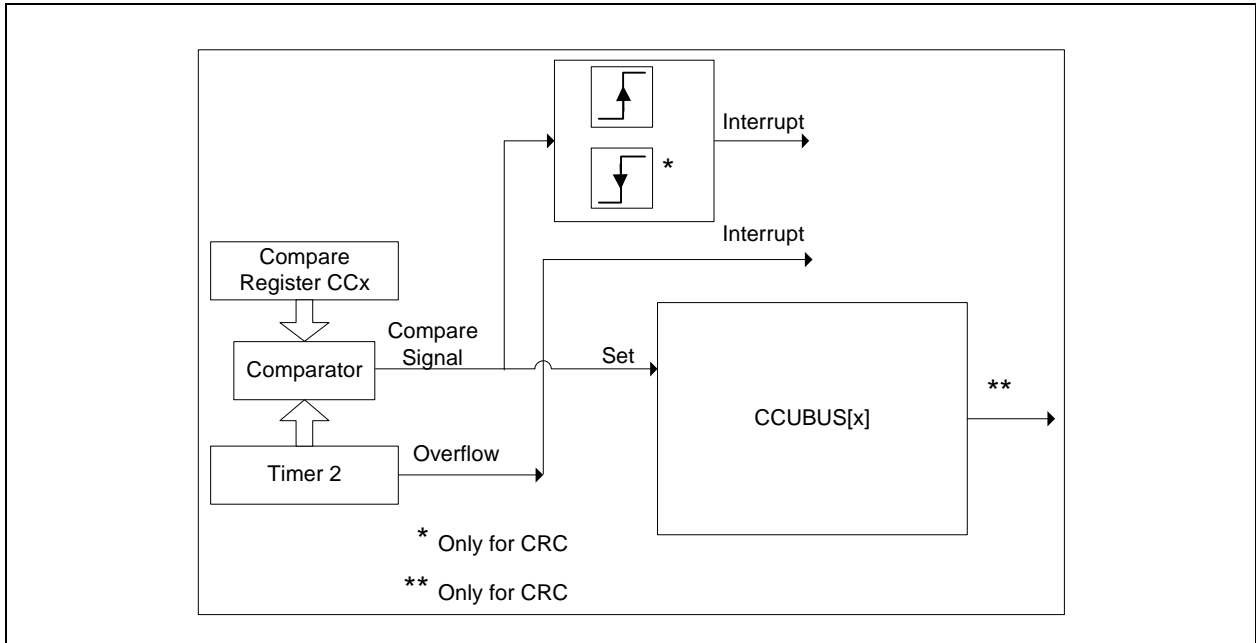 Interrupt
*
Interrupt
Compare
Register CCx
Compare
Signal
Set
Comparator
**
CCUBUS[x]
Overflow
Timer 2
* Only for CRC
** Only for CRC